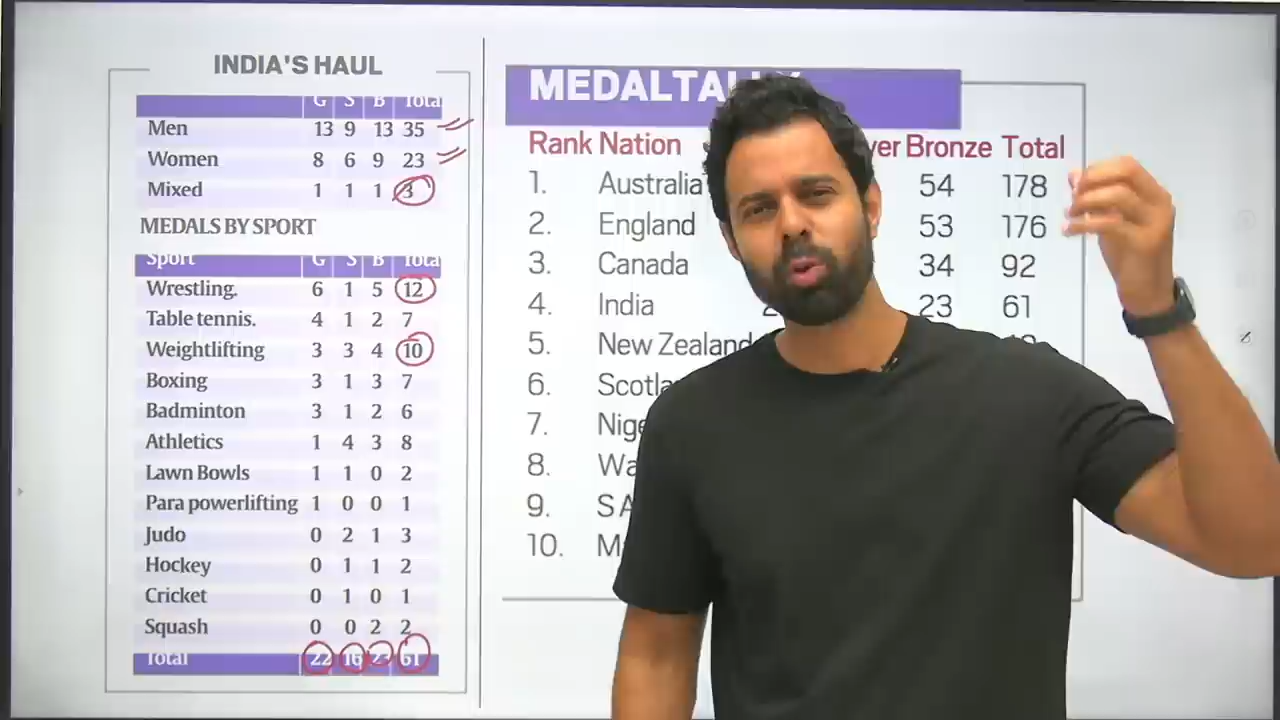 INDIA'S HAUL
G S B Total
Men 13 9 13 35
Women 8 6 9 23
Mixed 1 1 1 3
MEDALS BY SPORT
Sport G S B Total
Wrestling. 6 1 5 12
Table tennis. 4 1 2 7
Weightlifting 3 3 4 10
Boxing 3 1 3 7
Badminton 3 1 2 6
Athletics 1 4 3 8
Lawn Bowls 1 1 0 2
Para powerlifting 1 0 0 1
Judo 0 2 1 3
Hockey 0 1 1 2
Cricket 0 1 0 1
Squash 0 0 2 2
Total 22 16 23 61
MEDAL
Rank Nation Bronze Total
1. Australia 54 178
2. England 53 176
3. Canada 34 92
4. India 23 61
5. New Zealand
6.
7.
8.
9.
10.